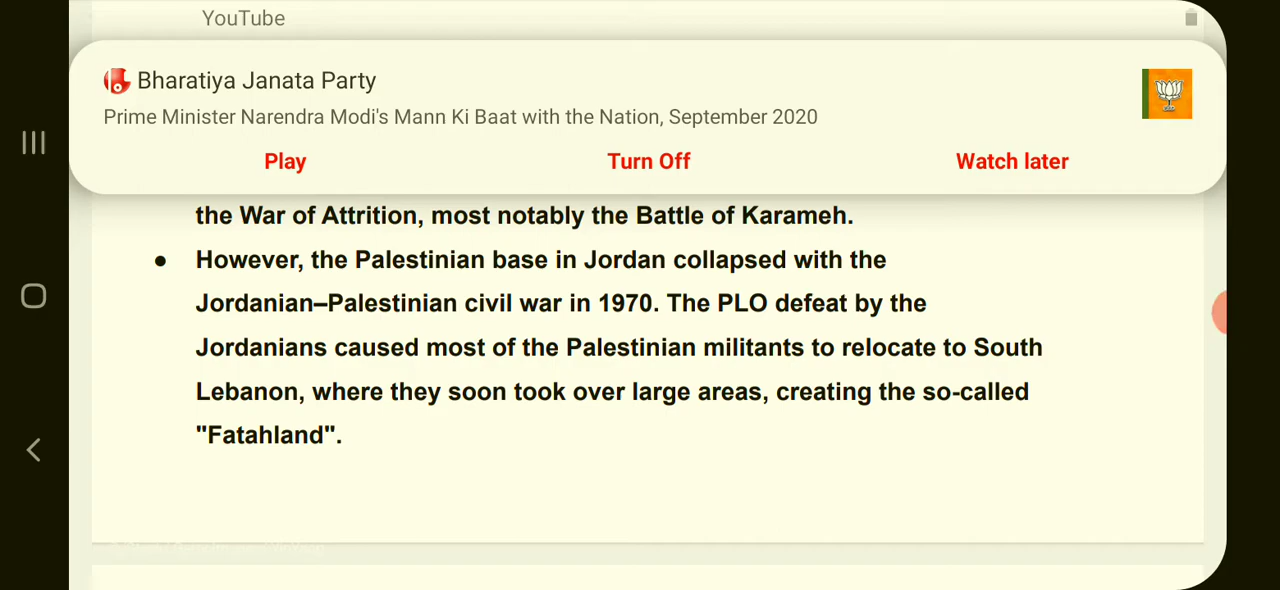 YouTube
Bharatiya Janata Party
Prime Minister Narendra Modi's Mann Ki Baat with the Nation, September 2020
Play Turn Off Watch later
the War of Attrition, most notably the Battle of Karameh.
● However, the Palestinian base in Jordan collapsed with the
Jordanian–Palestinian civil war in 1970. The PLO defeat by the
Jordanians caused most of the Palestinian militants to relocate to South
Lebanon, where they soon took over large areas, creating the so-called
"Fatahland".